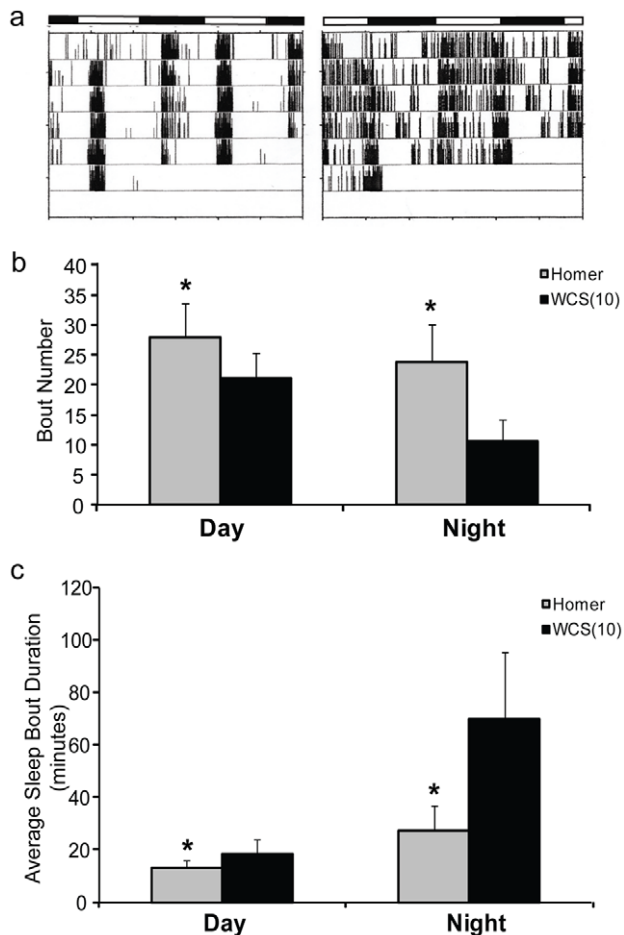 a
b
Bout Number
40
35
30
25
20
15
10
5
0
*
*
Homer
WCS(10)
Day
Night
c
Average Sleep Bout Duration
(minutes)
120
100
80
60
40
20
0
*
*
Homer
WCS(10)
Day
Night